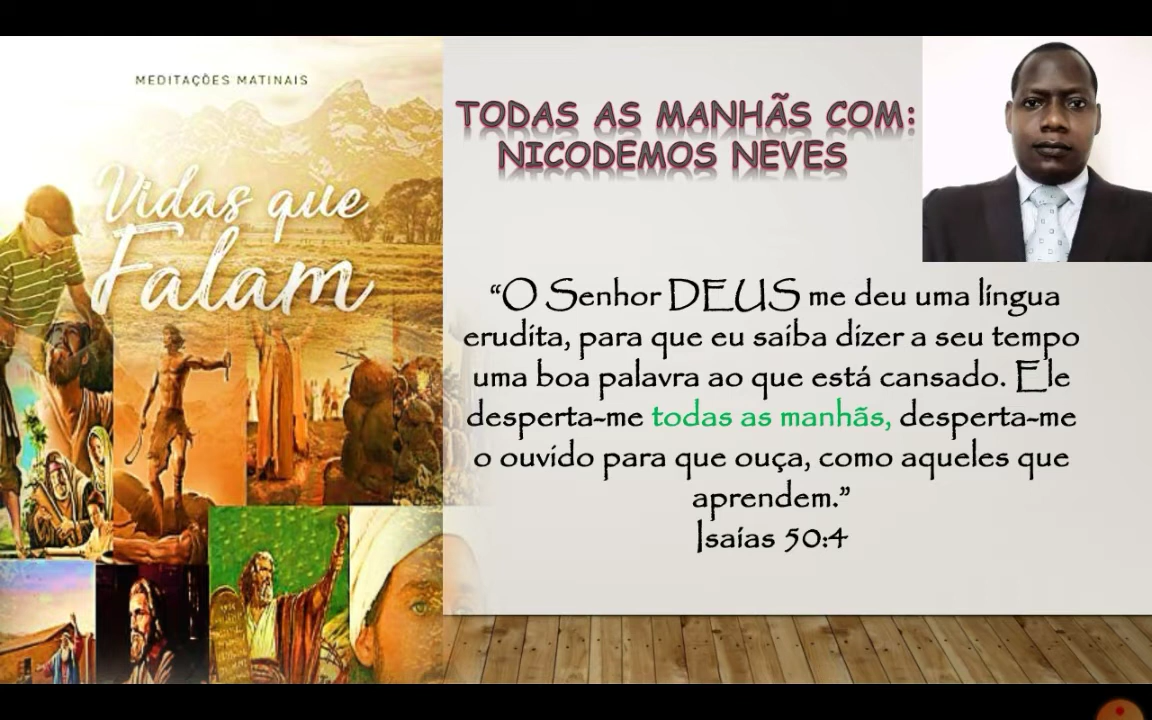 MEDITAÇÕES MATINAIS
Vidas que
Falam
TODAS AS MANHÃS COM:
NICODEMOS NEVES
“O Senhor DEUS me deu uma língua
erudita, para que eu saiba dizer a seu tempo
uma boa palavra ao que está cansado. Ele
desperta-me todas as manhãs, desperta-me
o ouvido para que ouça, como aqueles que
aprendem.”
Isaías 50:4